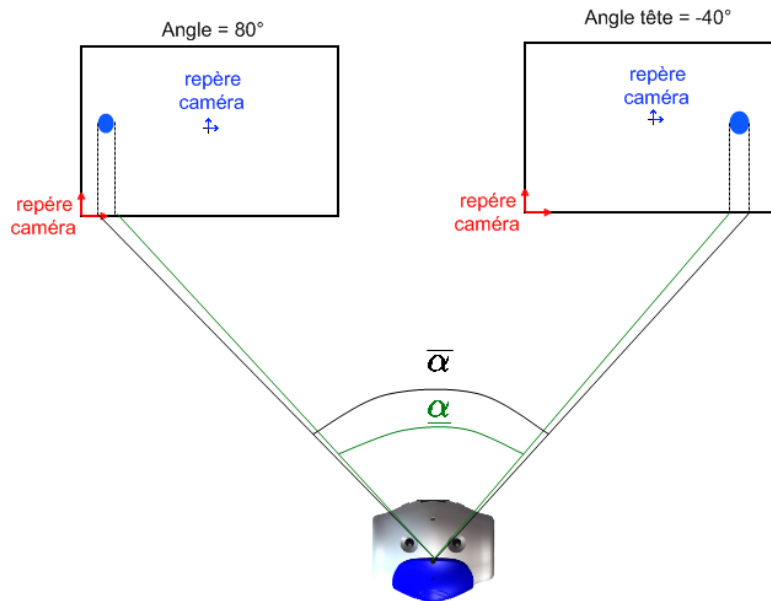 Angle = 80°
Angle tête = -40°
repère
caméra
repère
caméra
repére
caméra
repére
caméra
α̅
α̲